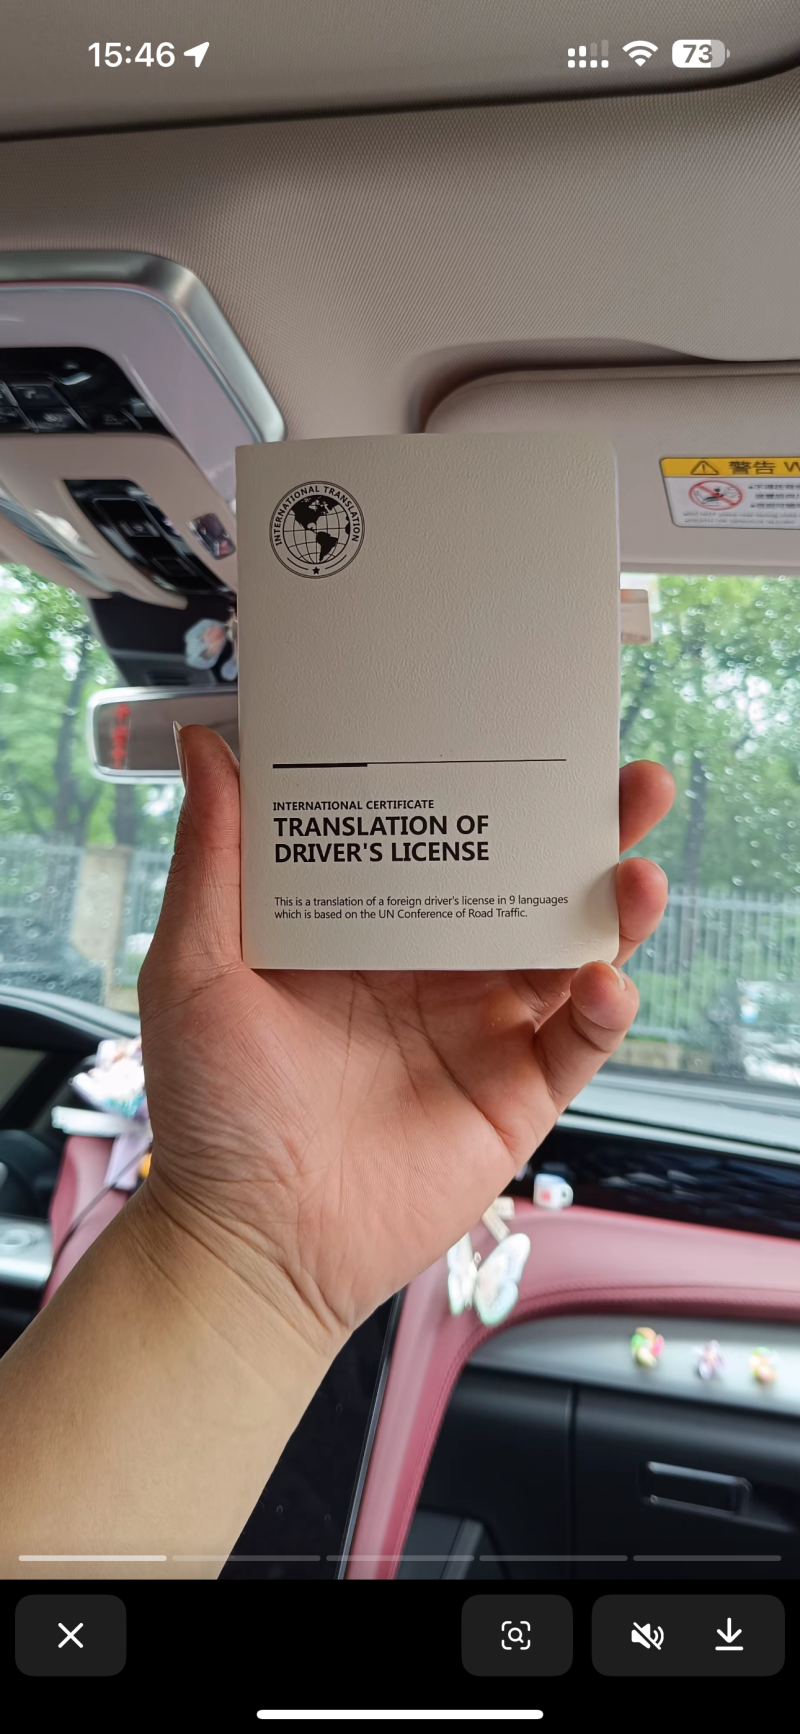 15:46
73
警告 W
INTERNATIONAL TRANSLATION
INTERNATIONAL CERTIFICATE
TRANSLATION OF
DRIVER'S LICENSE
This is a translation of a foreign driver's license in 9 languages
which is based on the UN Conference of Road Traffic.